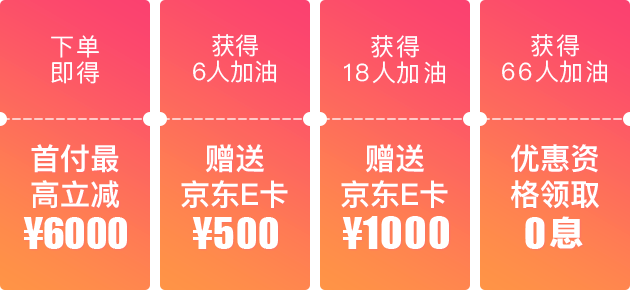 下单
即得
首付最
高立减
¥6000
获得
6人加油
赠送
京东E卡
¥500
获得
18人加油
赠送
京东E卡
¥1000
获得
66人加油
优惠资
格领取
0息